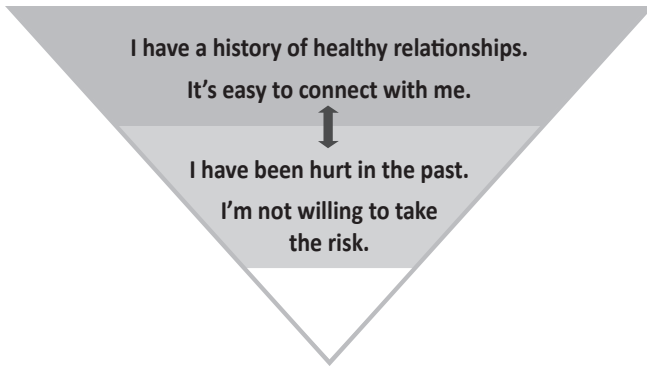 I have a history of healthy relationships.
It’s easy to connect with me.
I have been hurt in the past.
I’m not willing to take
the risk.